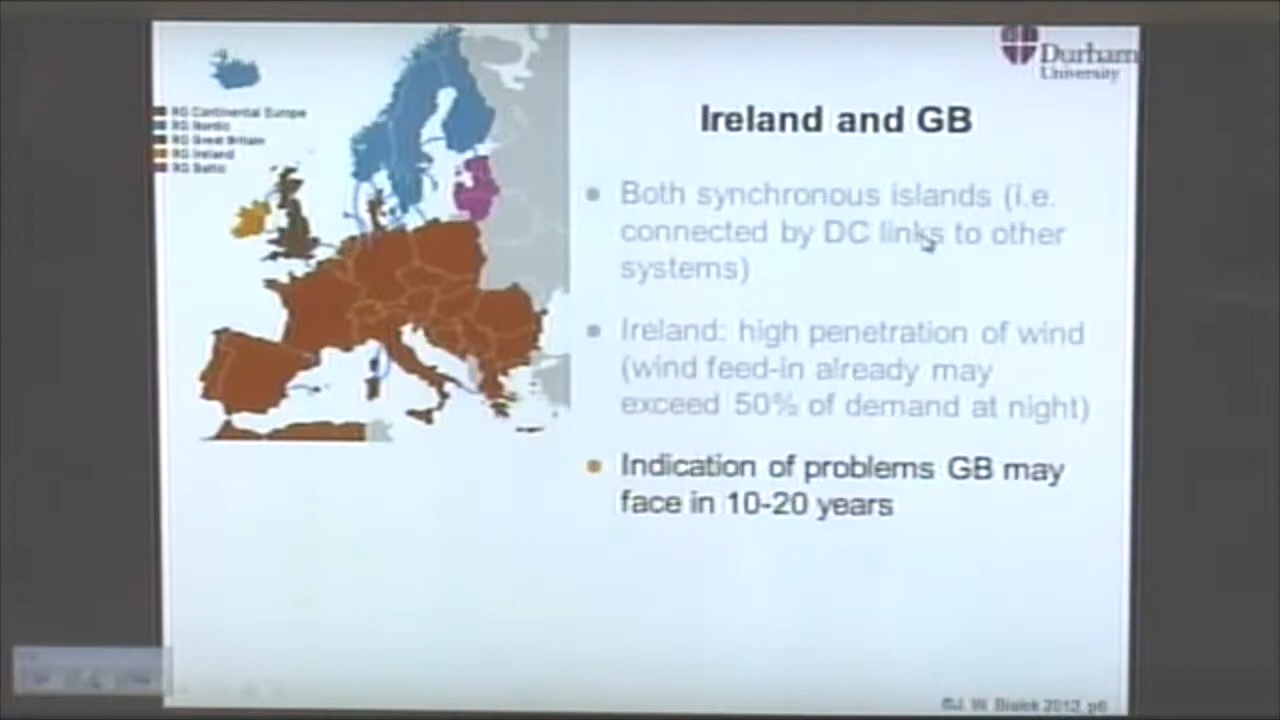 Durham
University
RG Continental Europe
RG Nordic
RG Great Britain
RG Ireland
RG Baltic
Ireland and GB
Both synchronous islands (i.e.
connected by DC links to other
systems)
Ireland: high penetration of wind
(wind feed-in already may
exceed 50% of demand at night)
Indication of problems GB may
face in 10-20 years
©J. W. Bialek 2012, p6